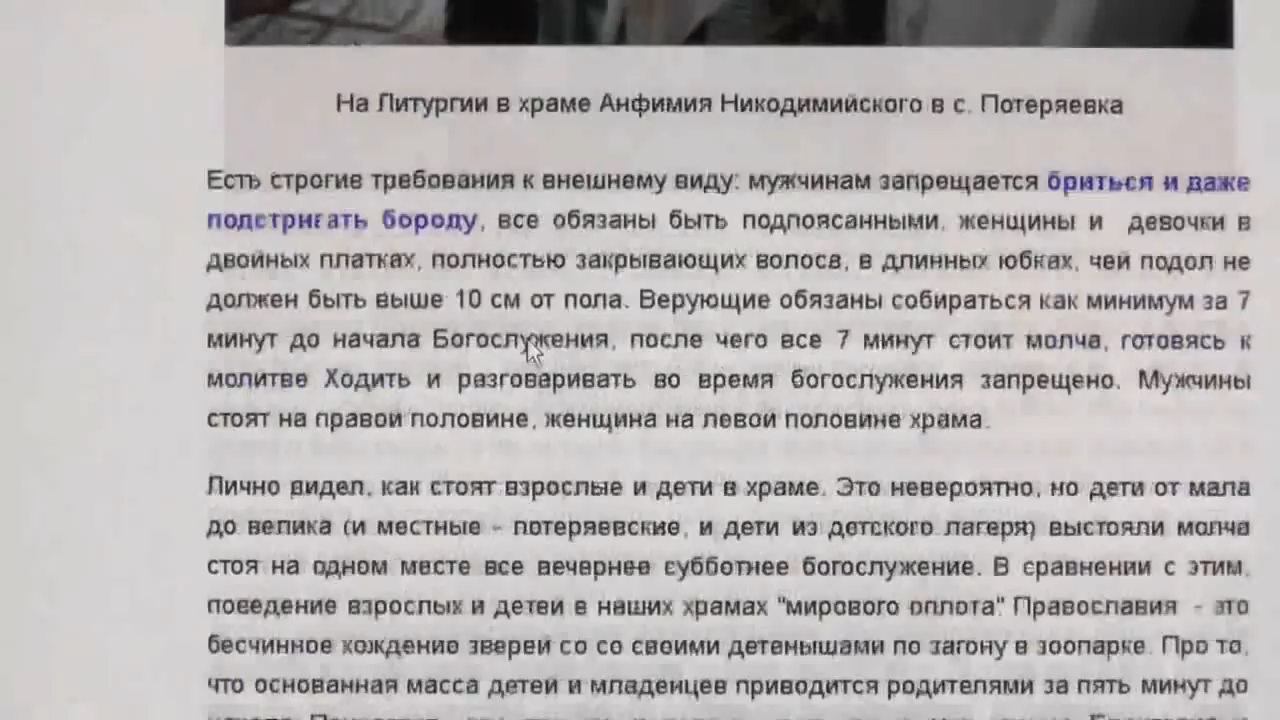 На Литургии в храме Анфимия Никодимийского в с. Потеряевка
Есть строгие требования к внешнему виду: мужчинам запрещается бриться и даже
подстригать бороду, все обязаны быть подпоясанными, женщины и девочки в
двойных платках, полностью закрывающих волосв, в длинных юбках, чей подол не
должен быть выше 10 см от пола. Верующие обязаны собираться как минимум за 7
минут до начала Богослужения, после чего все 7 минут стоит молча, готовясь к
молитве Ходить и разговаривать во время богослужения запрещено. Мужчины
стоят на правой половине, женщина на левой половине храма.
Лично видел, как стоят взрослые и дети в храме. Это невероятно, но дети от мала
до велика (и местные - потеряевские, и дети из детского лагеря) выстояли молча
стоя на одном месте все вечернее субботнее богослужение. В сравнении с этим,
поведение взрослых и детей в наших храмах "мирового оплота" Православия - это
бесчинное хождение зверей со со своими детенышами по загону в зоопарке. Про то,
что основанная масса детей и младенцев приводится родителями за пять минут до